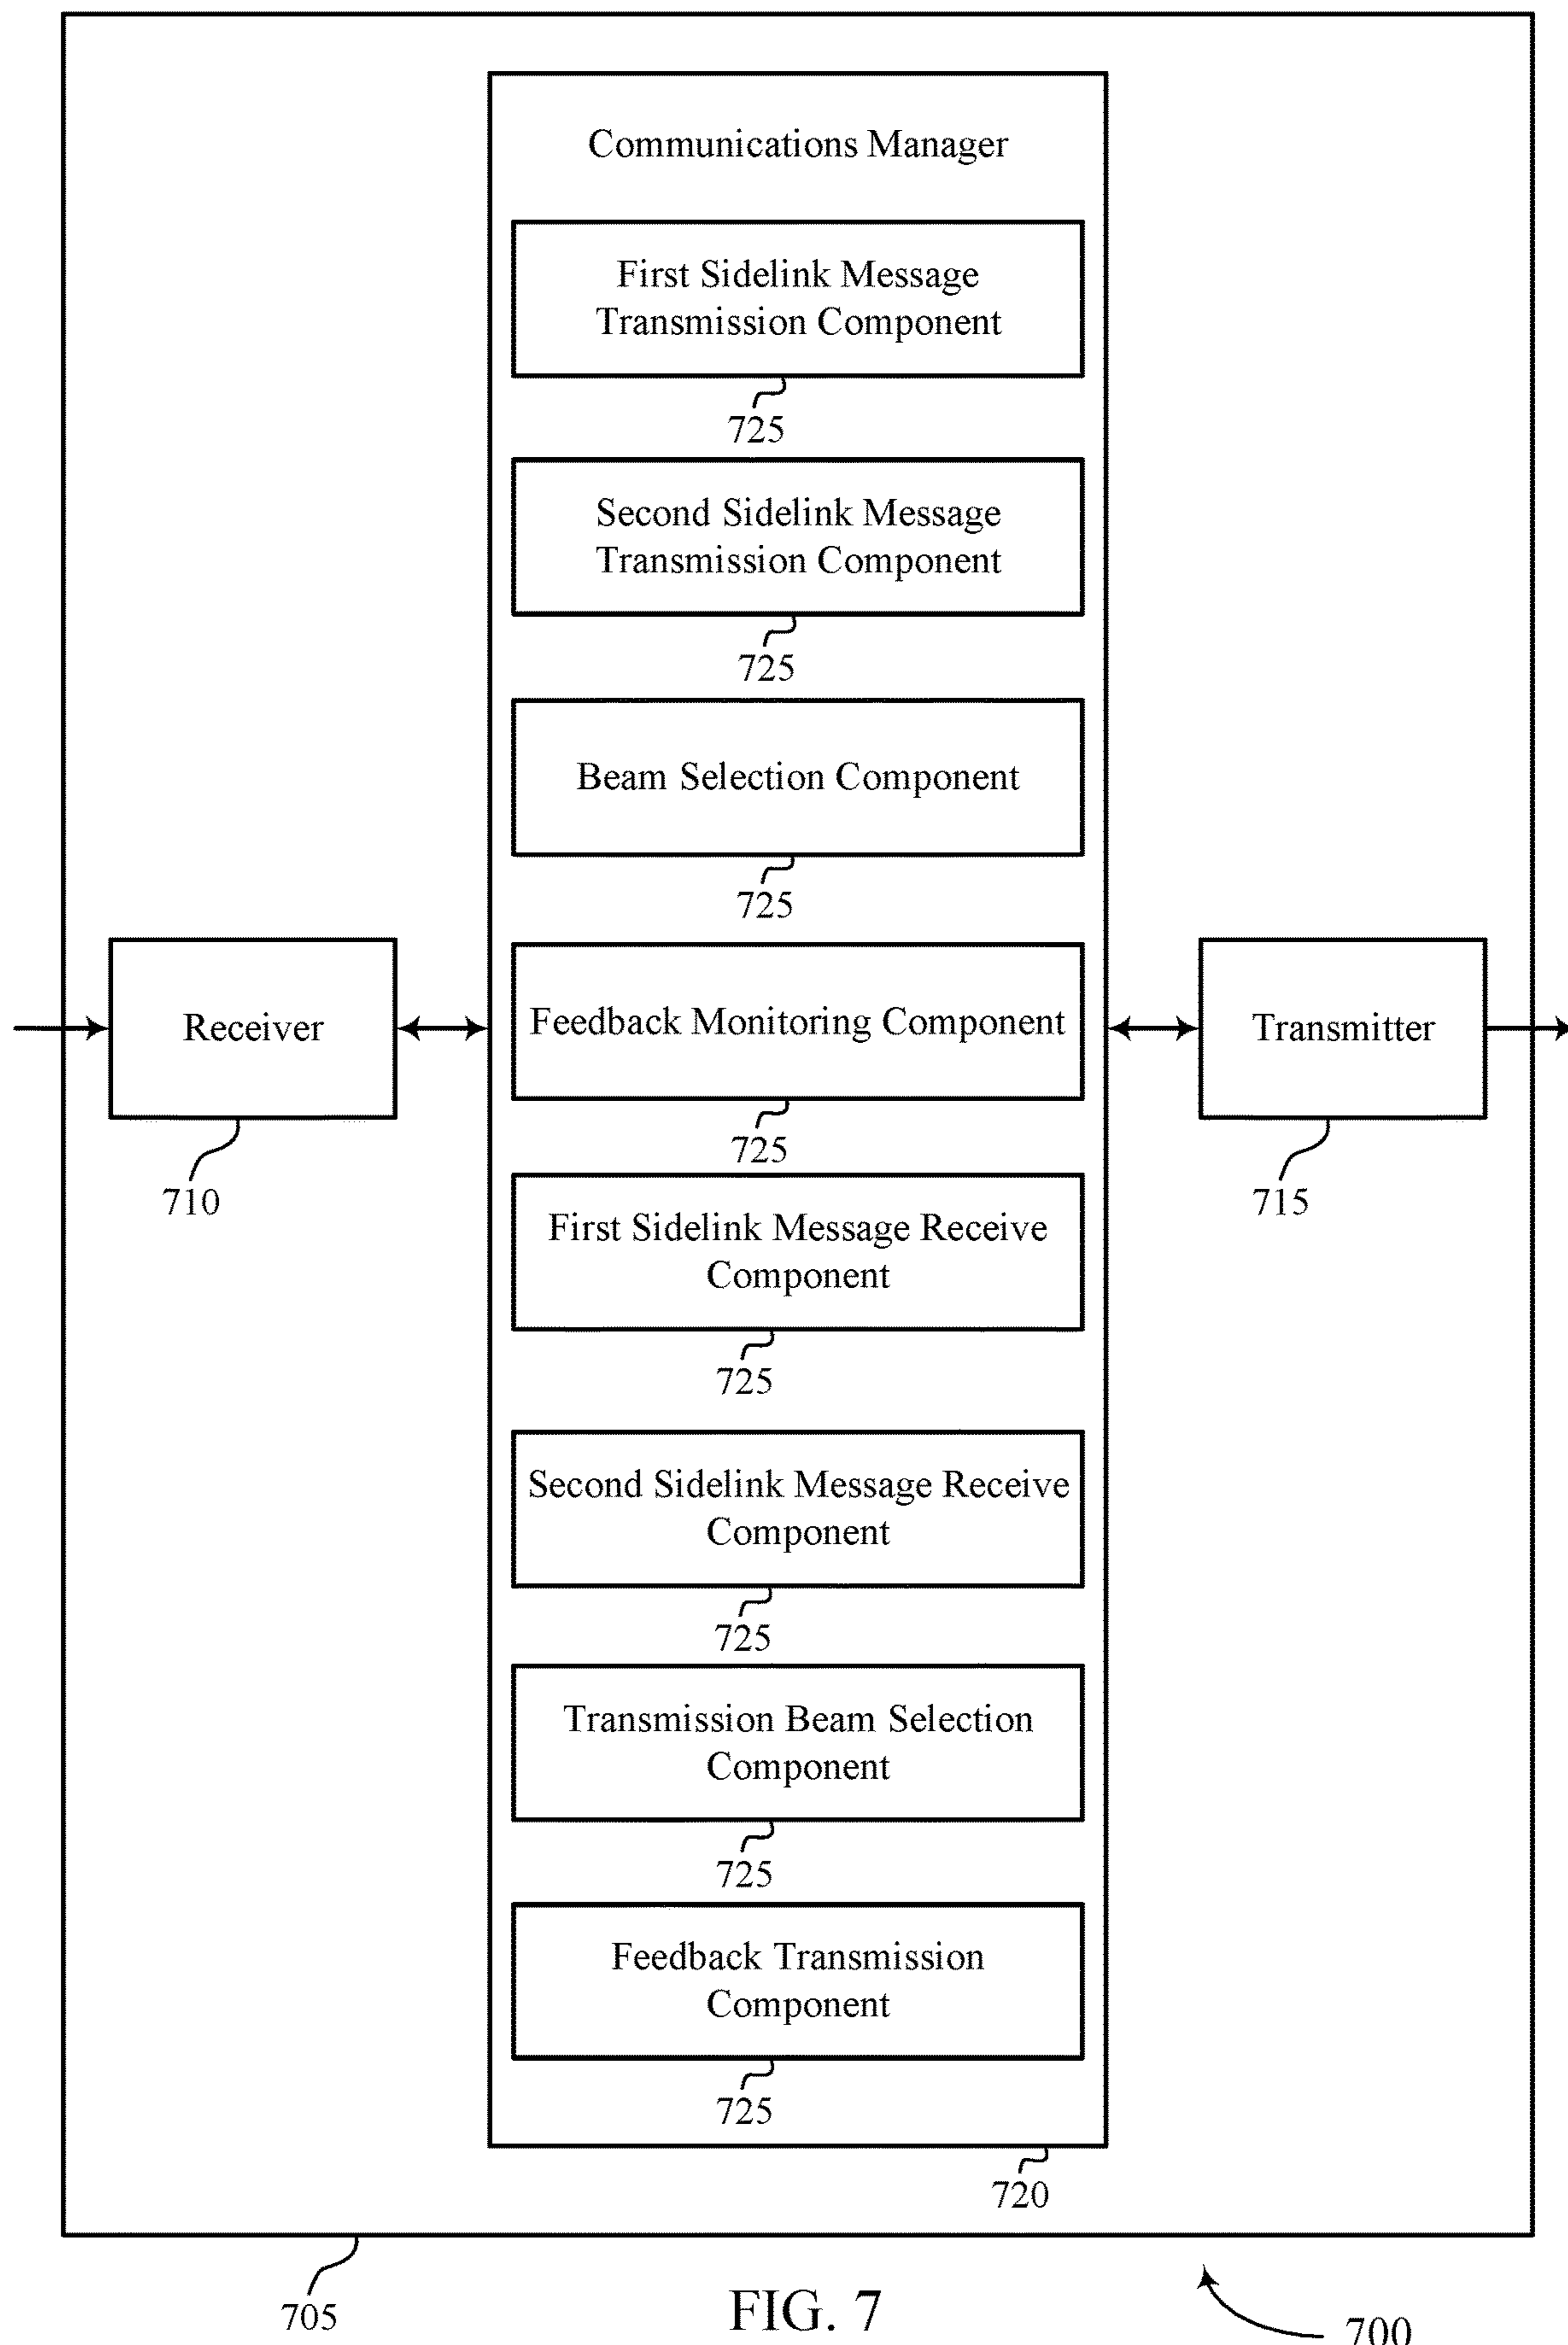 Communications Manager
First Sidelink Message
Transmission Component
725
Second Sidelink Message
Transmission Component
725
Beam Selection Component
725
Receiver
710
Feedback Monitoring Component
725
Transmitter
715
First Sidelink Message Receive
Component
725
Second Sidelink Message Receive
Component
725
Transmission Beam Selection
Component
725
Feedback Transmission
Component
725
720
705
FIG. 7
700